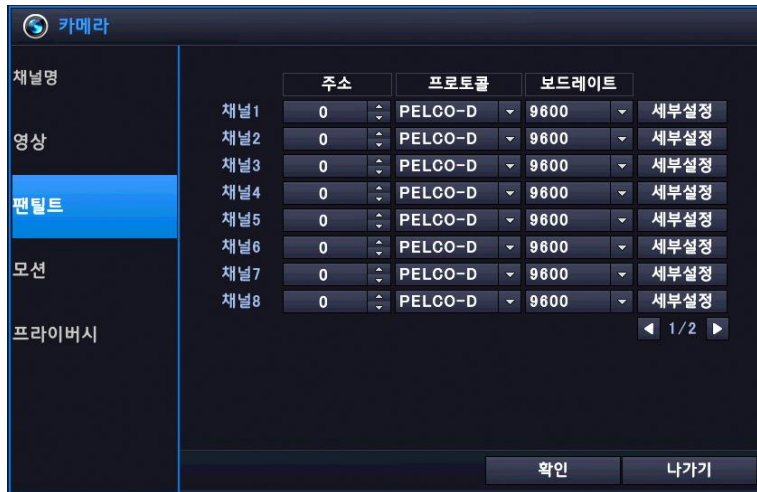 카메라
채널명
영상
팬틸트
모션
프라이버시
주소 프로토콜 보드레이트
채널1 0 PELCO-D 9600 세부설정
채널2 0 PELCO-D 9600 세부설정
채널3 0 PELCO-D 9600 세부설정
채널4 0 PELCO-D 9600 세부설정
채널5 0 PELCO-D 9600 세부설정
채널6 0 PELCO-D 9600 세부설정
채널7 0 PELCO-D 9600 세부설정
채널8 0 PELCO-D 9600 세부설정
1/2
확인 나가기